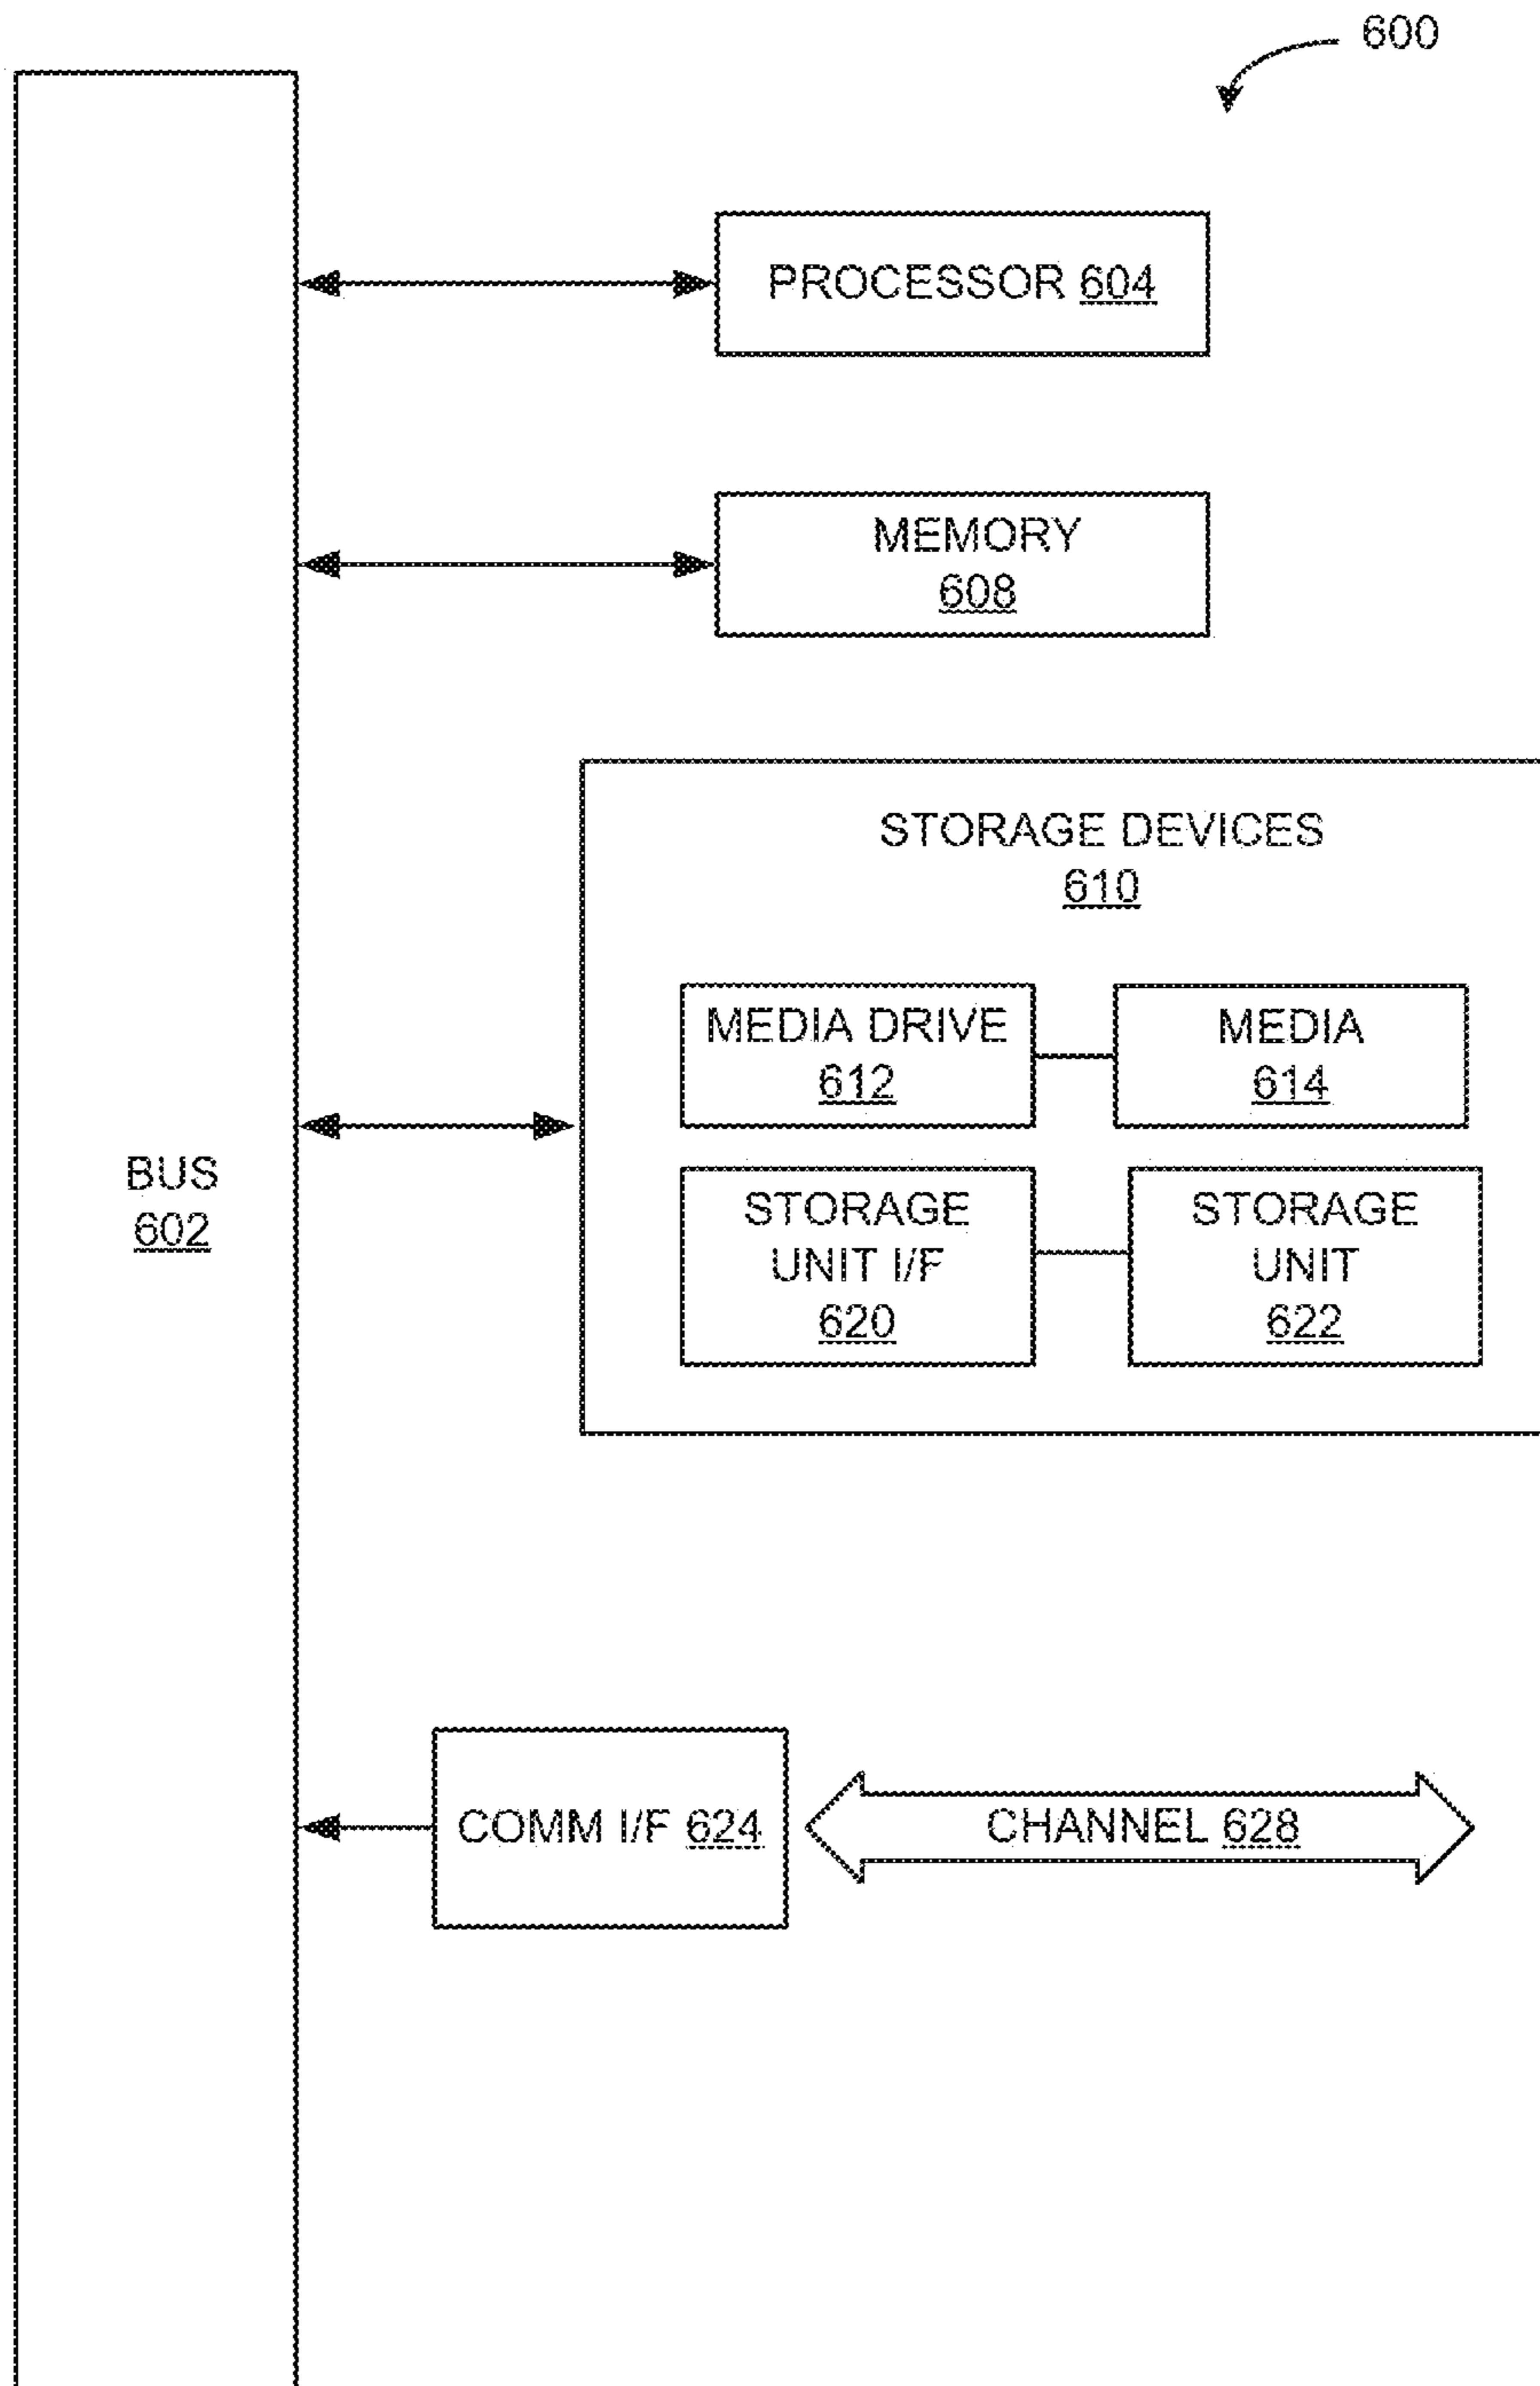 600
PROCESSOR 604
MEMORY
608
STORAGE DEVICES
610
MEDIA DRIVE
612
MEDIA
614
BUS
602
STORAGE
UNIT I/F
620
STORAGE
UNIT
622
COMM I/F 624
CHANNEL 628